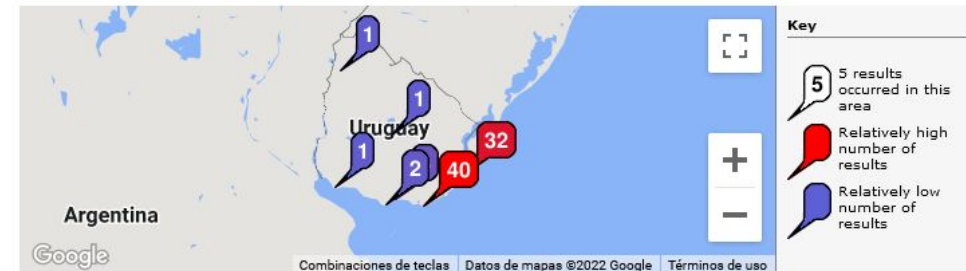 1
1
Uruguay
1
2
40
32
Argentina
Google
Combinaciones de teclas
Datos de mapas ©2022 Google
Términos de uso
Key
5
5 results
occurred in this
area
Relatively high
number of
results
Relatively low
number of
results